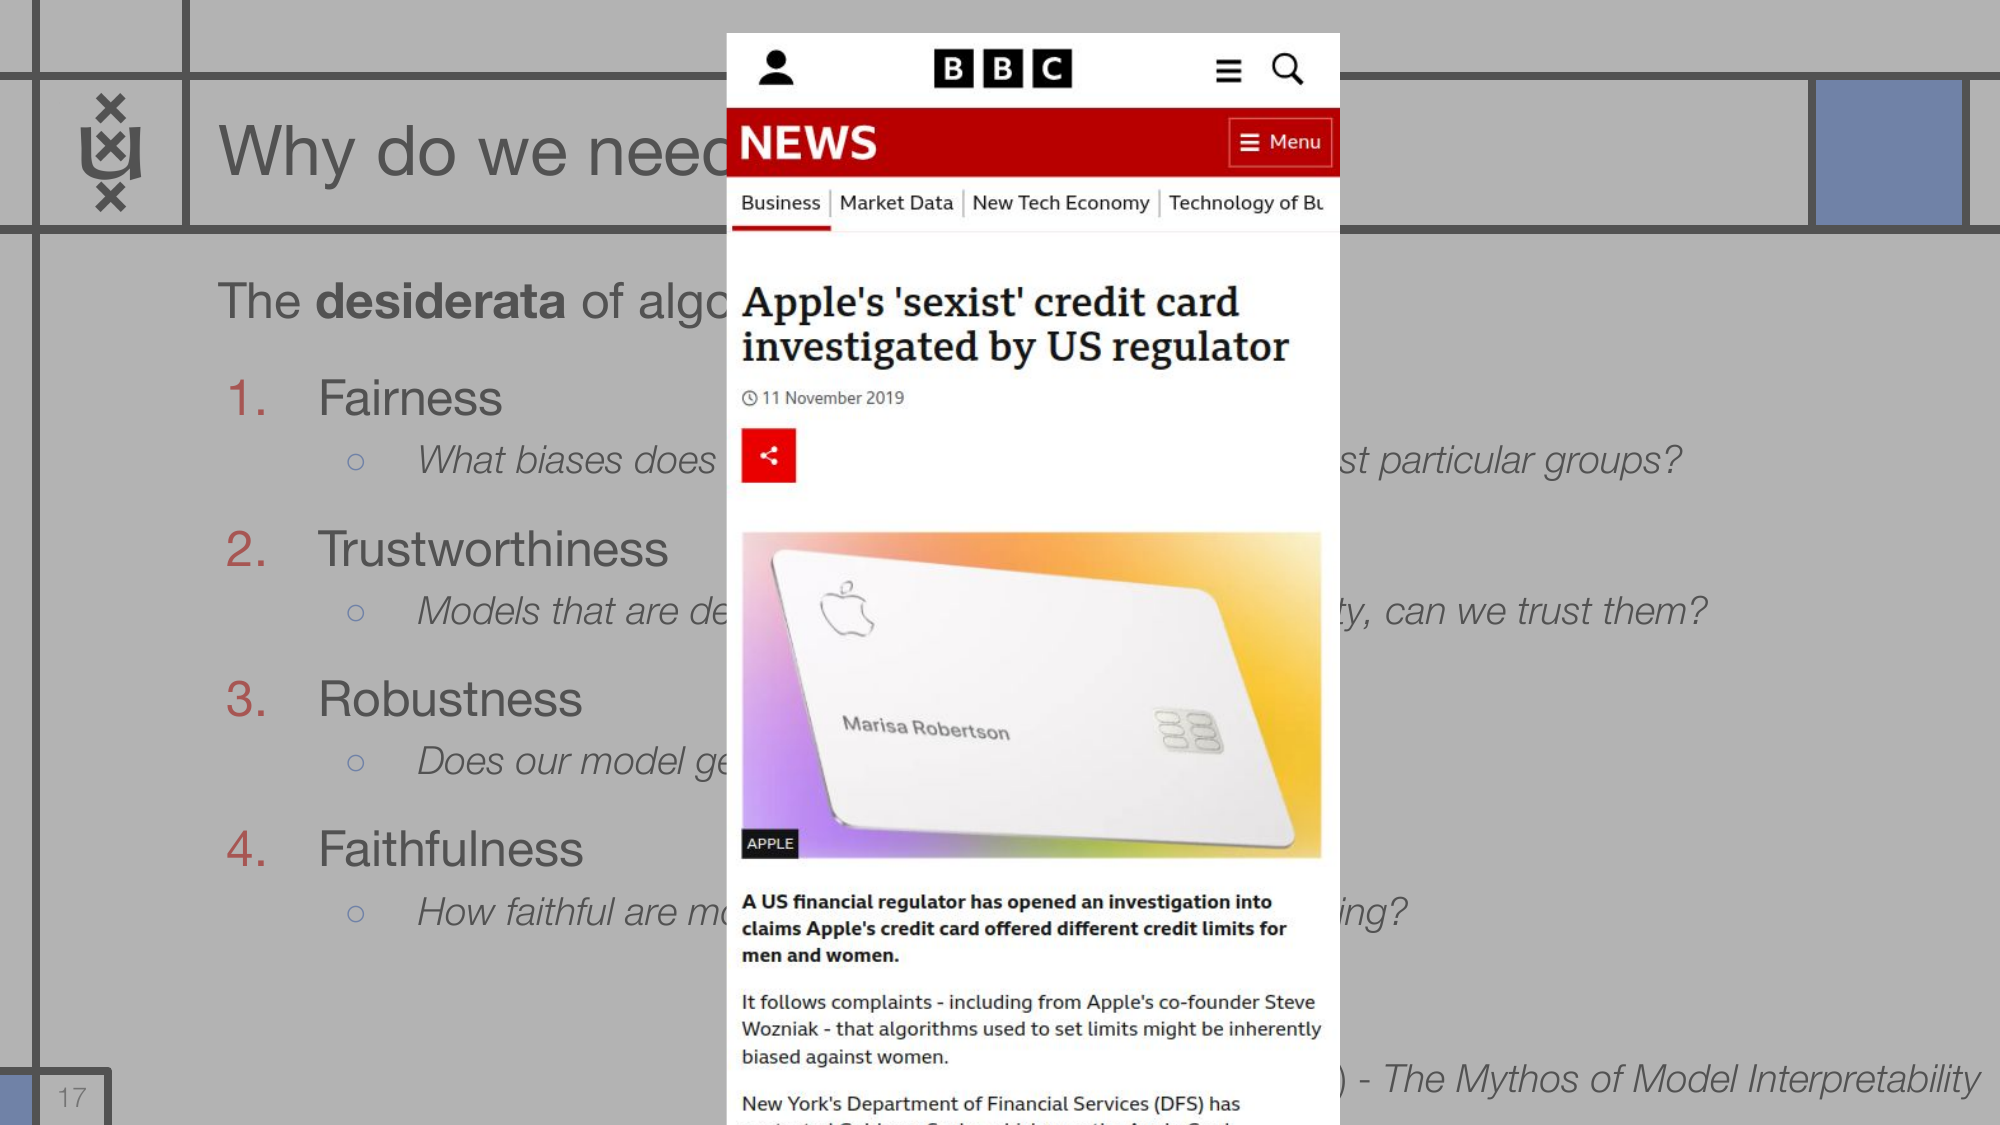 Why do we need
The desiderata of algo
1. Fairness
○ What biases does
st particular groups?
2. Trustworthiness
○ Models that are de
ty, can we trust them?
3. Robustness
○ Does our model ge
4. Faithfulness
○ How faithful are mo
ing?
) - The Mythos of Model Interpretability
17
BBC
NEWS
Menu
Business
Market Data
New Tech Economy
Technology of Bu
Apple's 'sexist' credit card
investigated by US regulator
11 November 2019
Marisa Robertson
APPLE
A US financial regulator has opened an investigation into
claims Apple's credit card offered different credit limits for
men and women.
It follows complaints - including from Apple's co-founder Steve
Wozniak - that algorithms used to set limits might be inherently
biased against women.
New York's Department of Financial Services (DFS) has